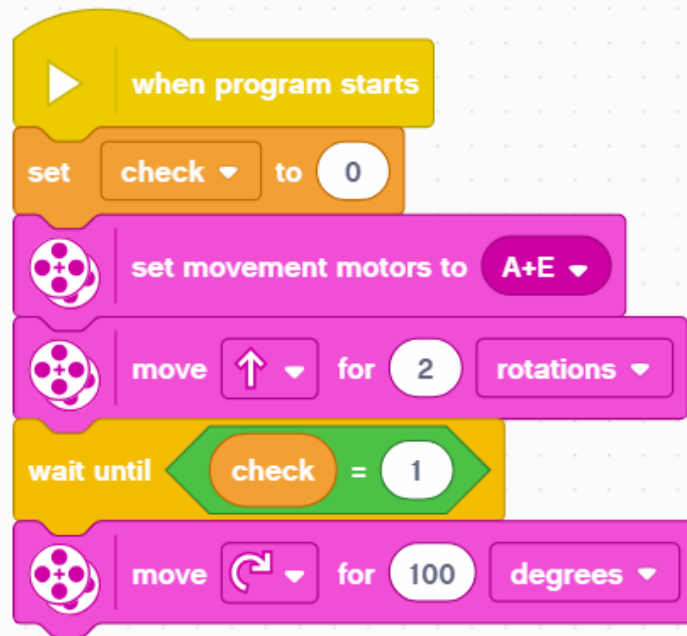 when program starts
set check to 0
set movement motors to A+E
move for 2 rotations
wait until check = 1
move for 100 degrees